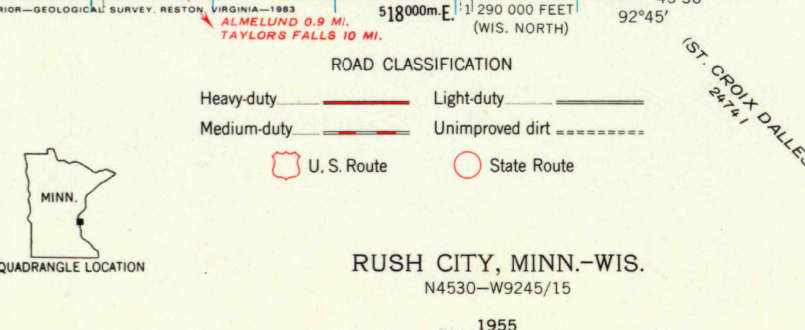 RIOR—GEOLOGICAL SURVEY. RESTON, VIRGINIA—1983
ALMELUND 0.9 MI.
TAYLORS FALLS 10 MI.
518000m.E.
1 290 000 FEET
(WIS. NORTH)
92°45′
ROAD CLASSIFICATION
Heavy-duty
Light-duty
Medium-duty
Unimproved dirt
U. S. Route
State Route
(ST. CROIX DALLES
2474 I
MINN.
QUADRANGLE LOCATION
RUSH CITY, MINN.–WIS.
N4530—W9245/15
1955